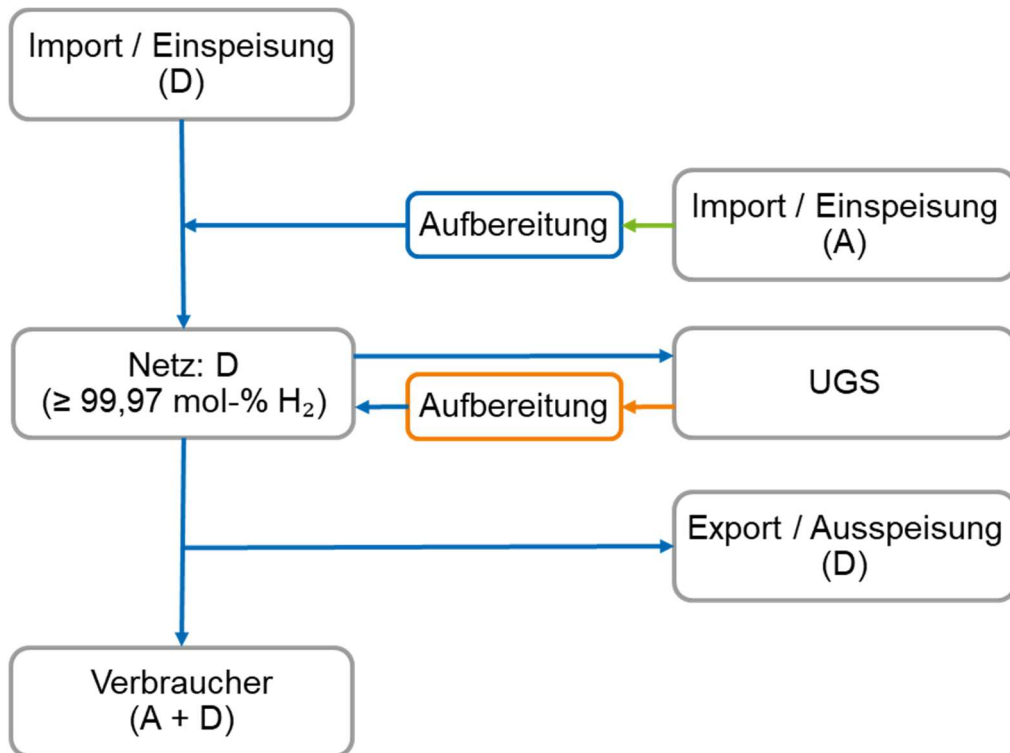 Import / Einspeisung
(D)
Aufbereitung
Import / Einspeisung
(A)
Netz: D
(≥ 99,97 mol-% H₂)
Aufbereitung
UGS
Export / Ausspeisung
(D)
Verbraucher
(A + D)